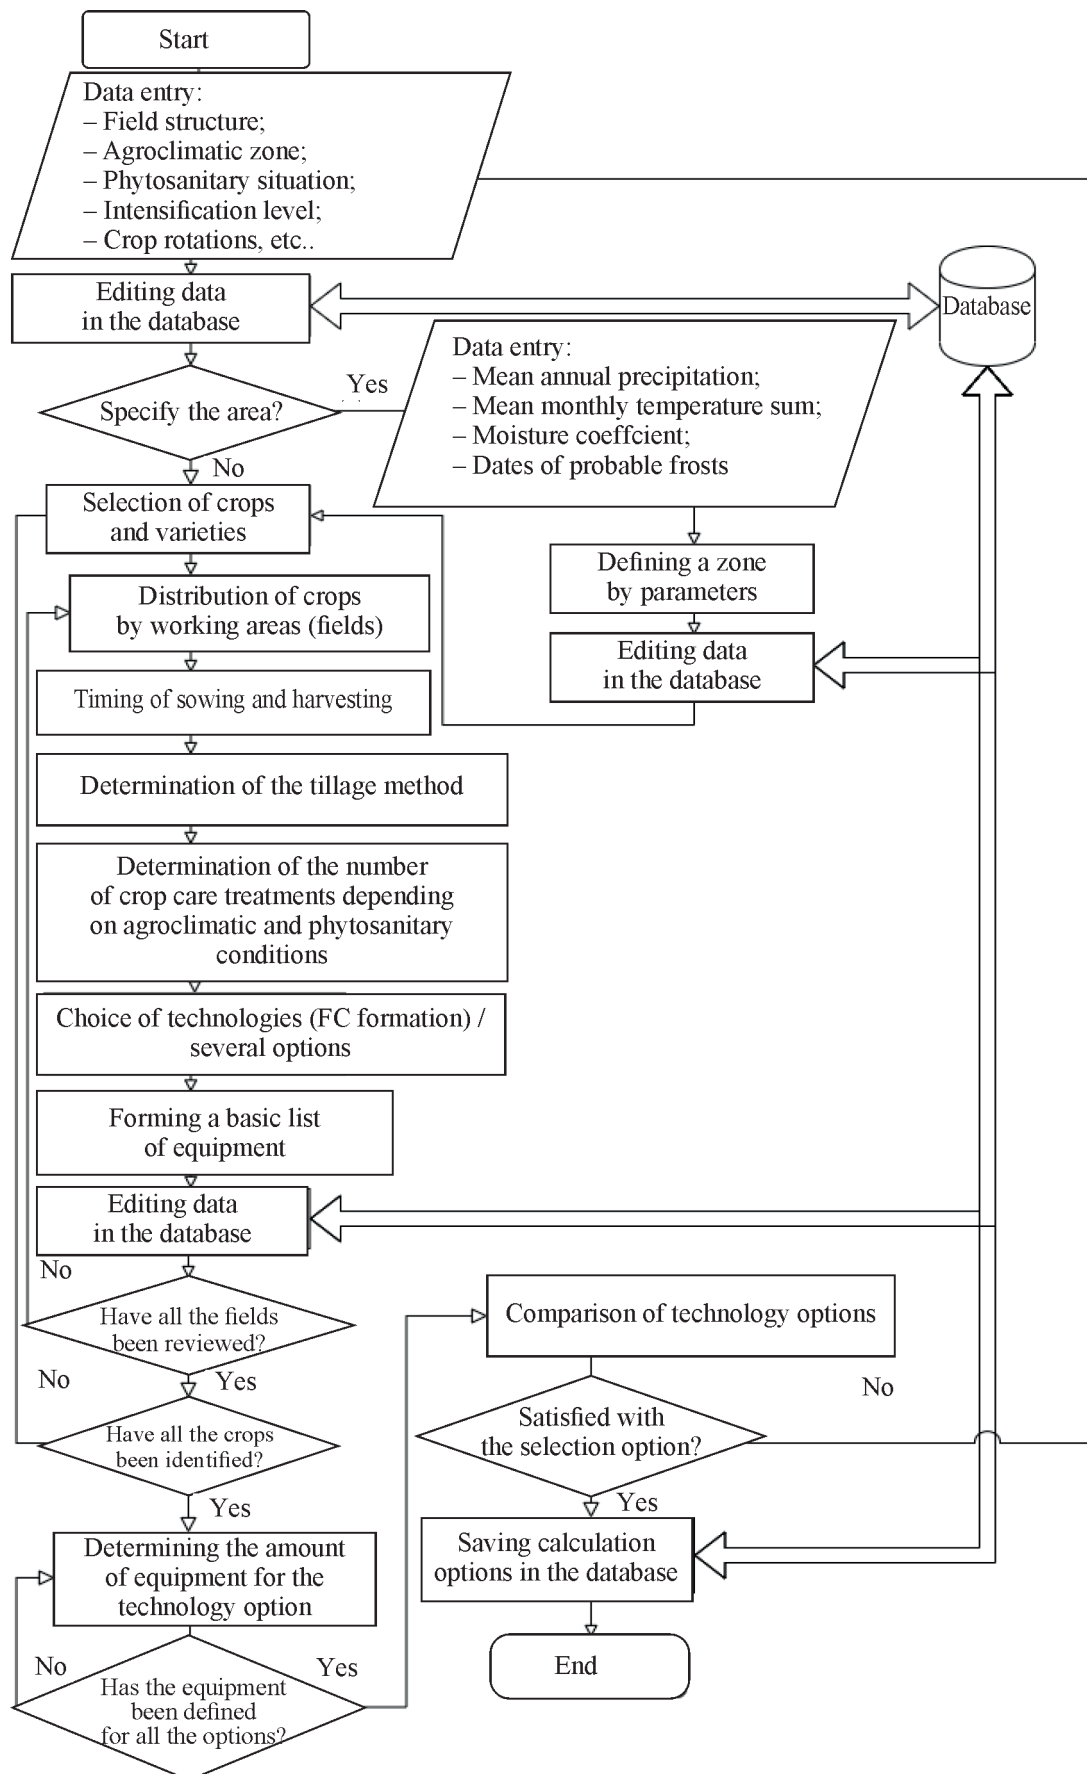 Start
Data entry:
– Field structure;
– Agroclimatic zone;
– Phytosanitary situation;
– Intensification level;
– Crop rotations, etc..
Editing data
in the database
Database
Data entry:
– Mean annual precipitation;
– Mean monthly temperature sum;
– Moisture coeffcient;
– Dates of probable frosts
Yes
Specify the area?
No
Selection of crops
and varieties
Defining a zone
by parameters
Distribution of crops
by working areas (fields)
Editing data
in the database
Timing of sowing and harvesting
Determination of the tillage method
Determination of the number
of crop care treatments depending
on agroclimatic and phytosanitary
conditions
Choice of technologies (FC formation) /
several options
Forming a basic list
of equipment
Editing data
in the database
No
Have all the fields
been reviewed?
Yes
No
Have all the crops
been identified?
Yes
Determining the amount
of equipment for the
technology option
No
Yes
Has the equipment
been defined
for all the options?
Comparison of technology options
No
Satisfied with
the selection option?
Yes
Saving calculation
options in the database
End